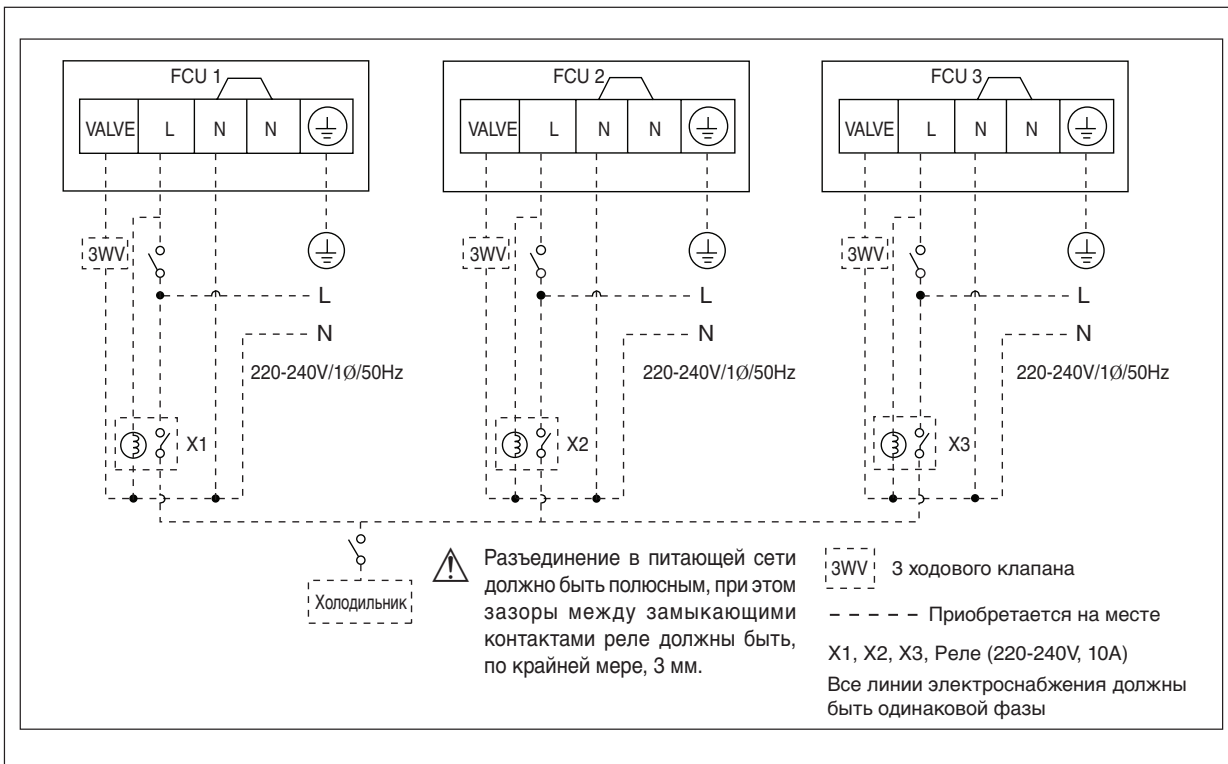 FCU 1
FCU 2
FCU 3
VALVE L N N
VALVE L N N
VALVE L N N
3WV
3WV
3WV
L
L
L
N
N
N
220-240V/1Ø/50Hz
220-240V/1Ø/50Hz
220-240V/1Ø/50Hz
X1
X2
X3
Холодильник
Разъединение в питающей сети
должно быть полюсным, при этом
зазоры между замыкающими
контактами реле должны быть,
по крайней мере, 3 мм.
3WV 3 ходового клапана
Приобретается на месте
X1, X2, X3, Реле (220-240V, 10A)
Все линии электроснабжения должны
быть одинаковой фазы